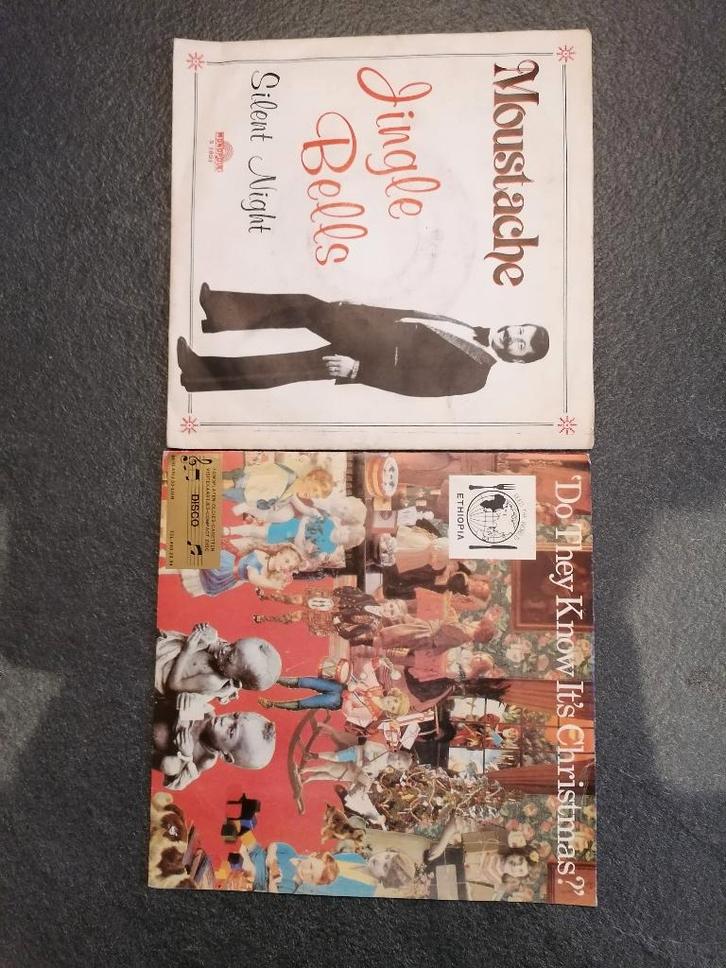 Moustache
Jingle
Bells
Silent Night
'Do They Know It's Christmas?'
ETHIOPIA
DISCO